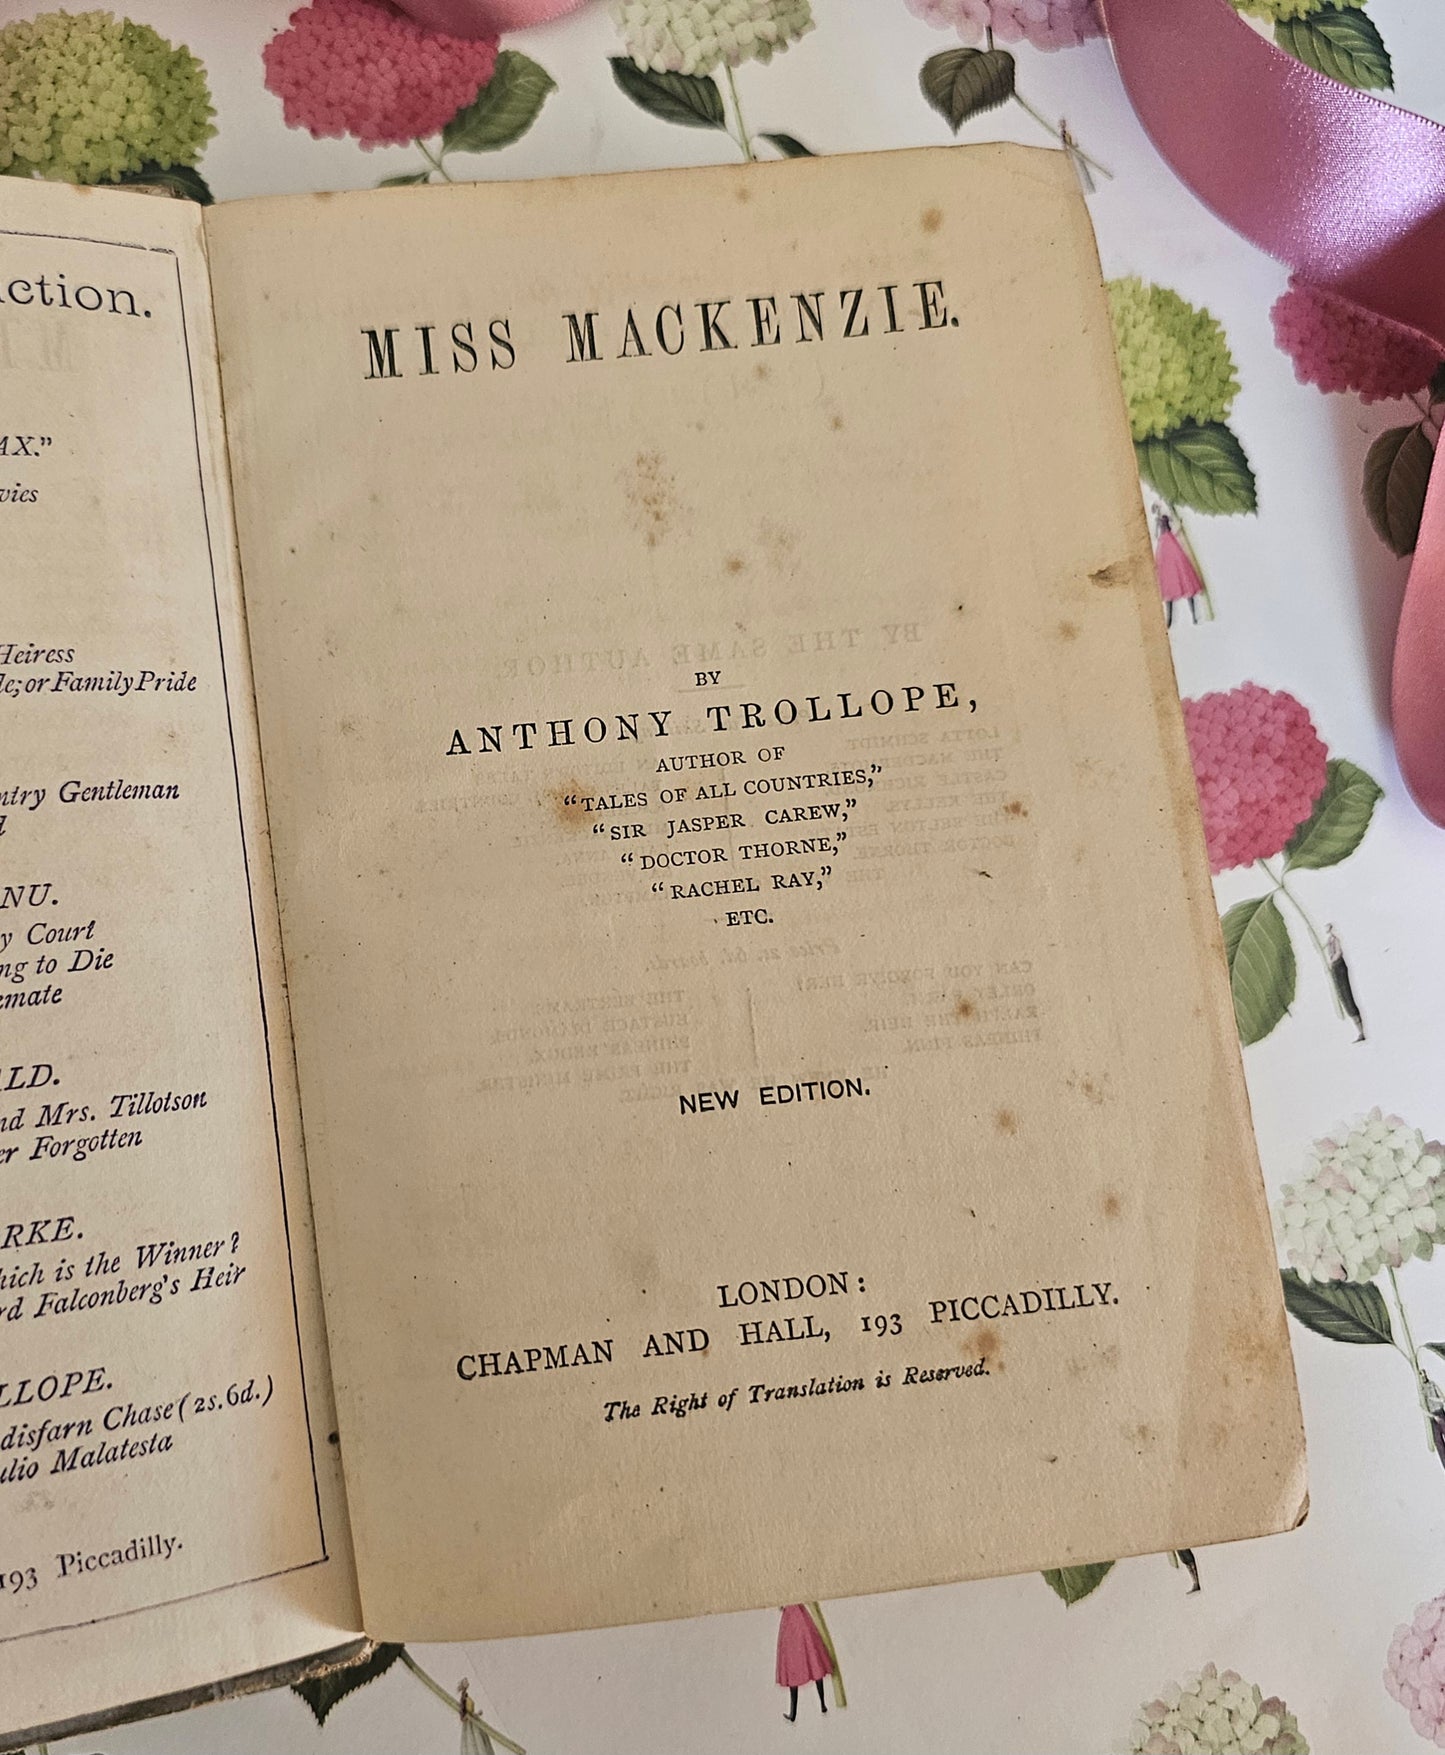 ction.
AX."
vies
Heiress
le; or Family Pride
ntry Gentleman
d
NU.
y Court
ng to Die
emate
ALD.
nd Mrs. Tillotson
er Forgotten
RKE.
hich is the Winner?
rd Falconberg's Heir
LLOPE.
disfarn Chase (2s.6d.)
ulio Malatesta
193 Piccadilly.
MISS MACKENZIE.
BY
ANTHONY TROLLOPE,
AUTHOR OF
"TALES OF ALL COUNTRIES,"
"SIR JASPER CAREW,"
"DOCTOR THORNE,"
"RACHEL RAY,"
ETC.
NEW EDITION.
LONDON:
CHAPMAN AND HALL, 193 PICCADILLY.
The Right of Translation is Reserved.